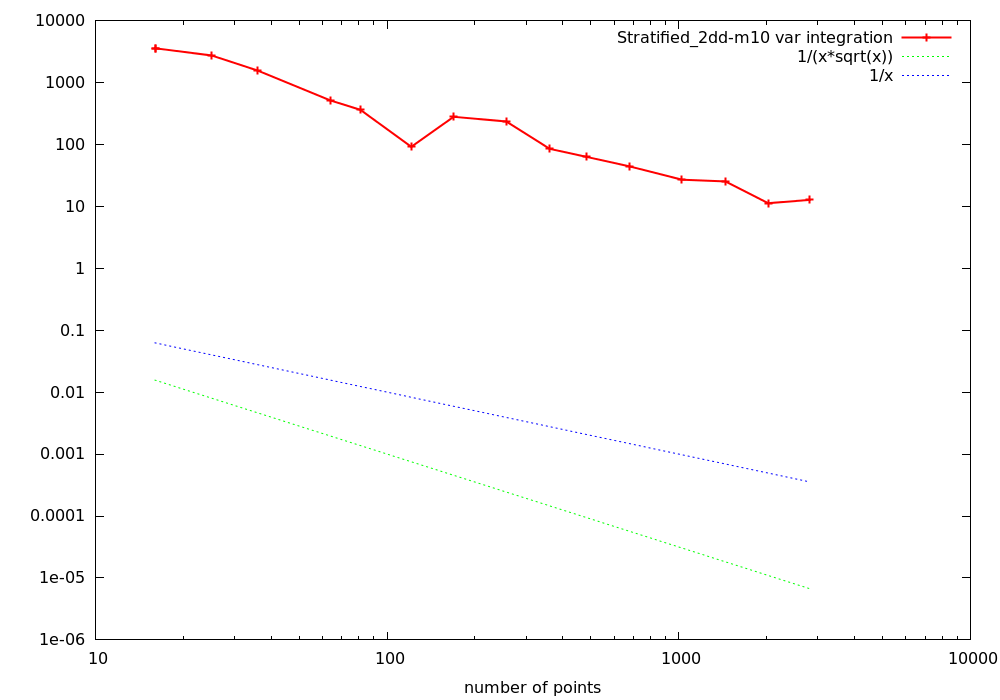 10000
1000
100
10
1
0.1
0.01
0.001
0.0001
1e-05
1e-06
Stratified_2dd-m10 var integration
1/(x*sqrt(x))
1/x
10 100 1000 10000
number of points